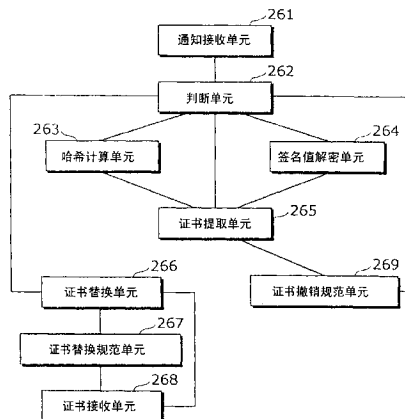 261
通知接收单元
262
判断单元
263
哈希计算单元
264
签名值解密单元
证书提取单元
265
266
证书替换单元
269
证书撤销规范单元
267
证书替换规范单元
268
证书接收单元